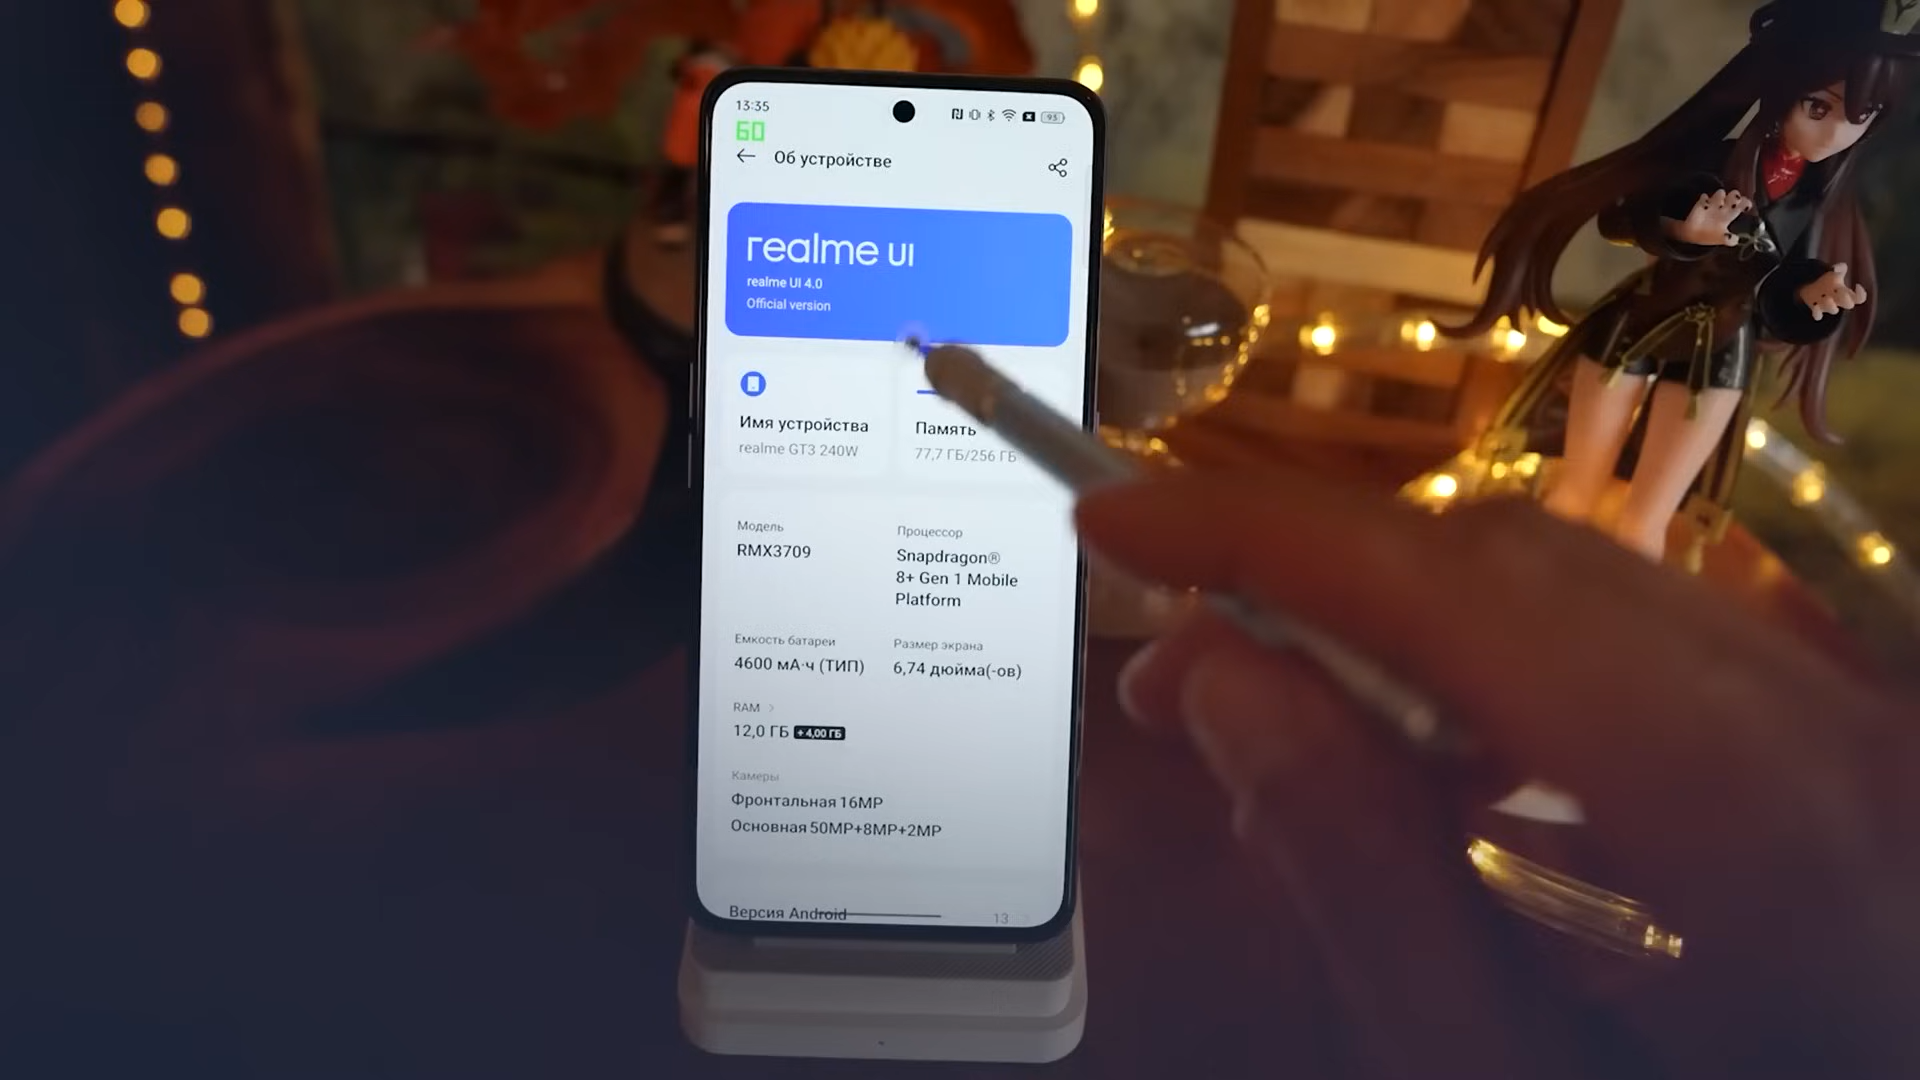 13:35
93
60
Об устройстве
realme UI
realme UI 4.0
Official version
Имя устройства
realme GT3 240W
Память
77,7 ГБ/256 ГБ
Модель
RMX3709
Процессор
Snapdragon®
8+ Gen 1 Mobile
Platform
Емкость батареи
4600 мА·ч (ТИП)
Размер экрана
6,74 дюйма(-ов)
RAM
12,0 ГБ + 4,00 ГБ
Камеры
Фронтальная 16MP
Основная 50MP+8MP+2MP
Версия Android 13